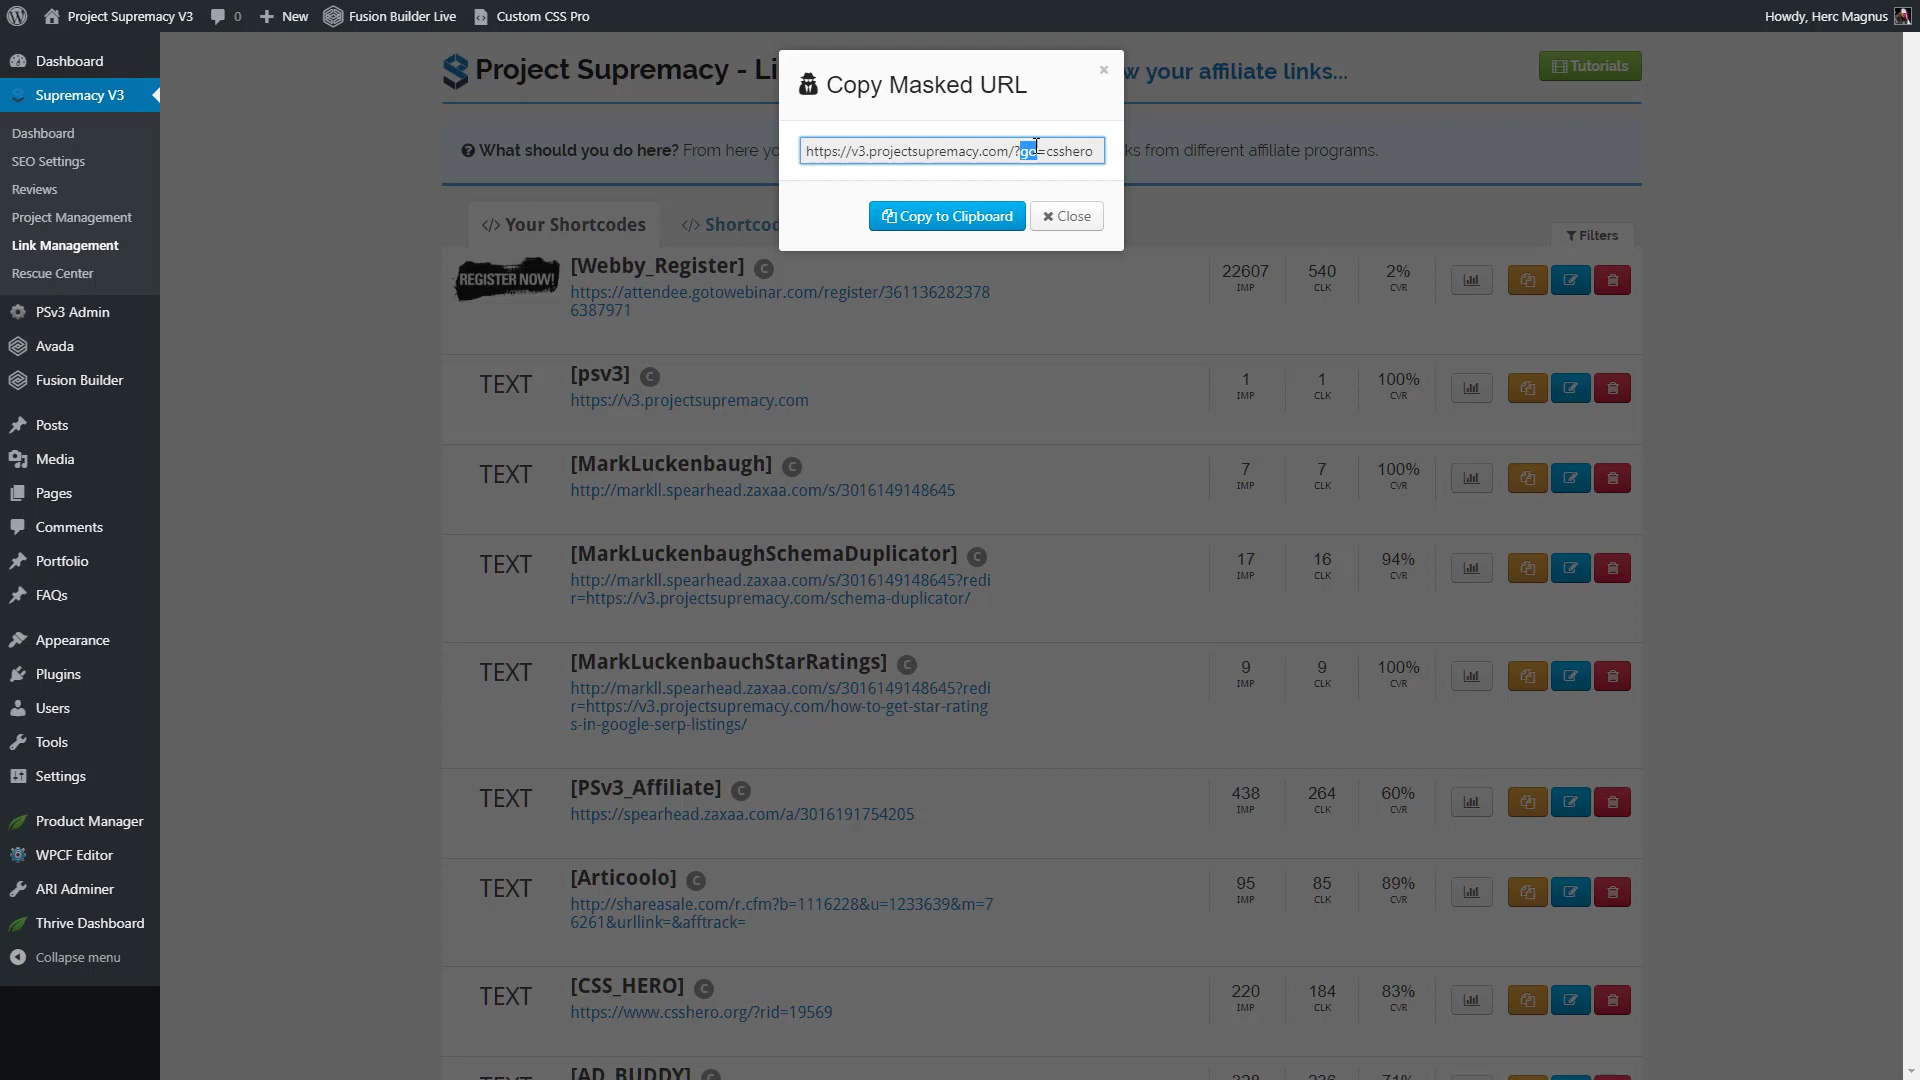 Project Supremacy V3
0
New
Fusion Builder Live
Custom CSS Pro
Howdy, Herc Magnus
Dashboard
Supremacy V3
Dashboard
SEO Settings
Reviews
Project Management
Link Management
Rescue Center
PSv3 Admin
Avada
Fusion Builder
Posts
Media
Pages
Comments
Portfolio
FAQs
Appearance
Plugins
Users
Tools
Settings
Product Manager
WPCF Editor
ARI Adminer
Thrive Dashboard
Collapse menu
Project Supremacy - Li
w your affiliate links...
Tutorials
What should you do here? From here yo
ks from different affiliate programs.
Copy Masked URL
×
https://v3.projectsupremacy.com/?go=csshero
Copy to Clipboard
Close
</> Your Shortcodes
</> Shortcod
Filters
REGISTER NOW!
[Webby_Register] C
https://attendee.gotowebinar.com/register/361136282378
6387971
22607 540 2%
IMP CLK CVR
TEXT
[psv3] C
https://v3.projectsupremacy.com
1 1 100%
IMP CLK CVR
TEXT
[MarkLuckenbaugh] C
http://markll.spearhead.zaxaa.com/s/3016149148645
7 7 100%
IMP CLK CVR
TEXT
[MarkLuckenbaughSchemaDuplicator] C
http://markll.spearhead.zaxaa.com/s/3016149148645?redi
r=https://v3.projectsupremacy.com/schema-duplicator/
17 16 94%
IMP CLK CVR
TEXT
[MarkLuckenbauchStarRatings] C
http://markll.spearhead.zaxaa.com/s/3016149148645?redi
r=https://v3.projectsupremacy.com/how-to-get-star-rating
s-in-google-serp-listings/
9 9 100%
IMP CLK CVR
TEXT
[PSv3_Affiliate] C
https://spearhead.zaxaa.com/a/3016191754205
438 264 60%
IMP CLK CVR
TEXT
[Articoolo] C
http://shareasale.com/r.cfm?b=1116228&u=1233639&m=7
6261&urllink=&afftrack=
95 85 89%
IMP CLK CVR
TEXT
[CSS_HERO] C
https://www.csshero.org/?rid=19569
220 184 83%
IMP CLK CVR
[AD_BUDDY]